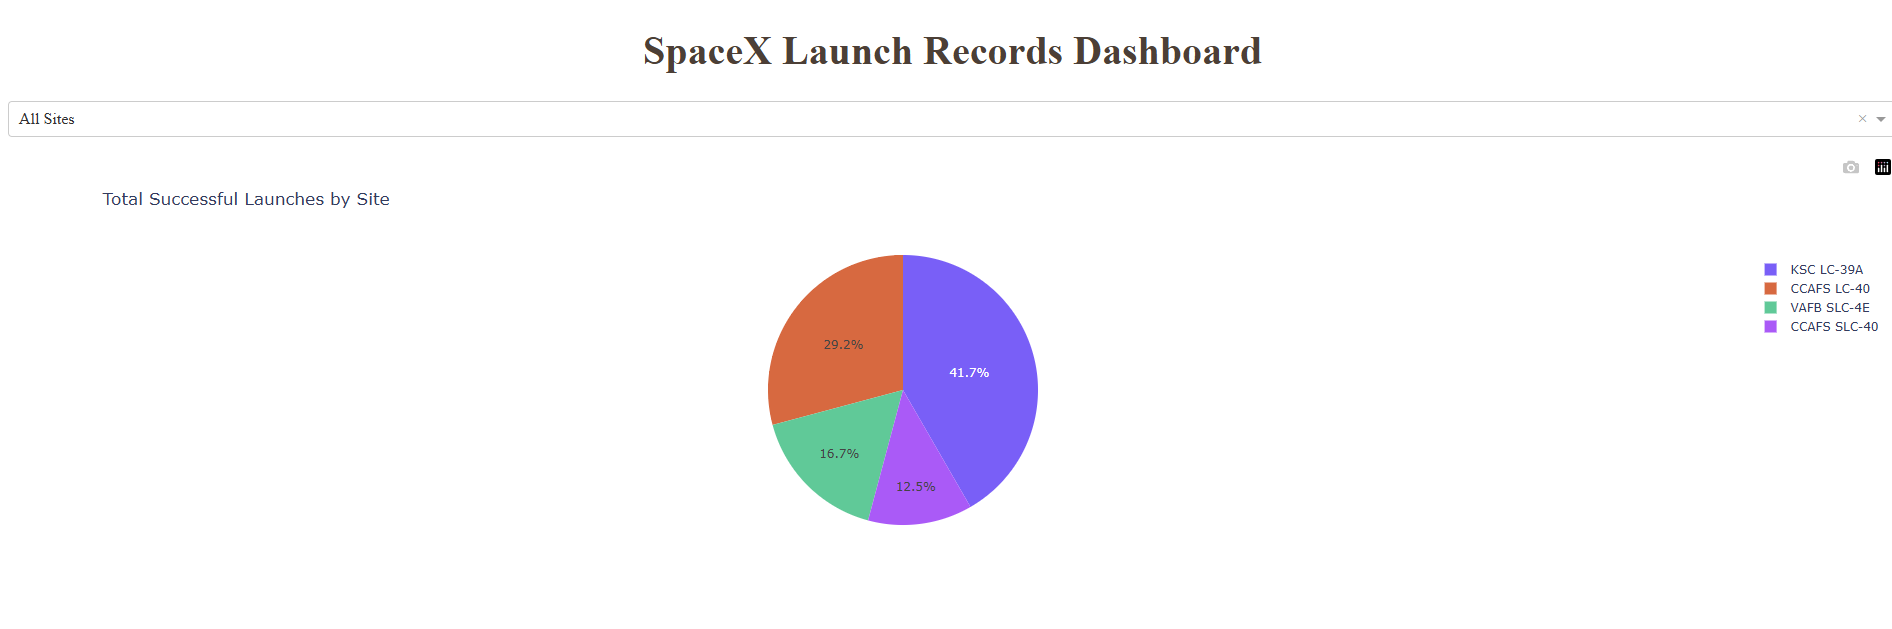 SpaceX Launch Records Dashboard
All Sites
Total Successful Launches by Site
KSC LC-39A
CCAFS LC-40
VAFB SLC-4E
CCAFS SLC-40
29.2%
41.7%
16.7%
12.5%